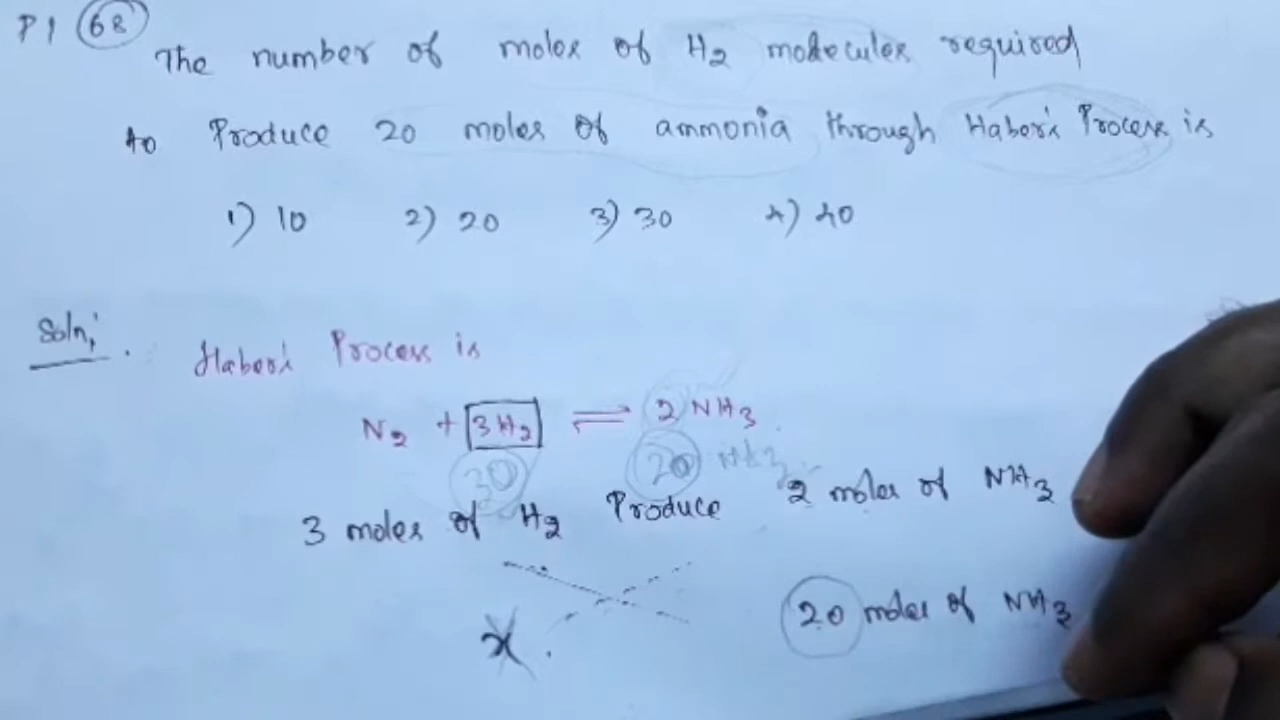 P1 68
The number of moles of H2 molecules required
to Produce 20 moles of ammonia through Haber's Process is
1) 10 2) 20 3) 30 4) 40
Soln;
Haber's Process is
N2 + 3H2 ⇌ 2NH3
30 20 NH3
3 moles of H2 Produce 2 moles of NH3
x 20 moles of NH3